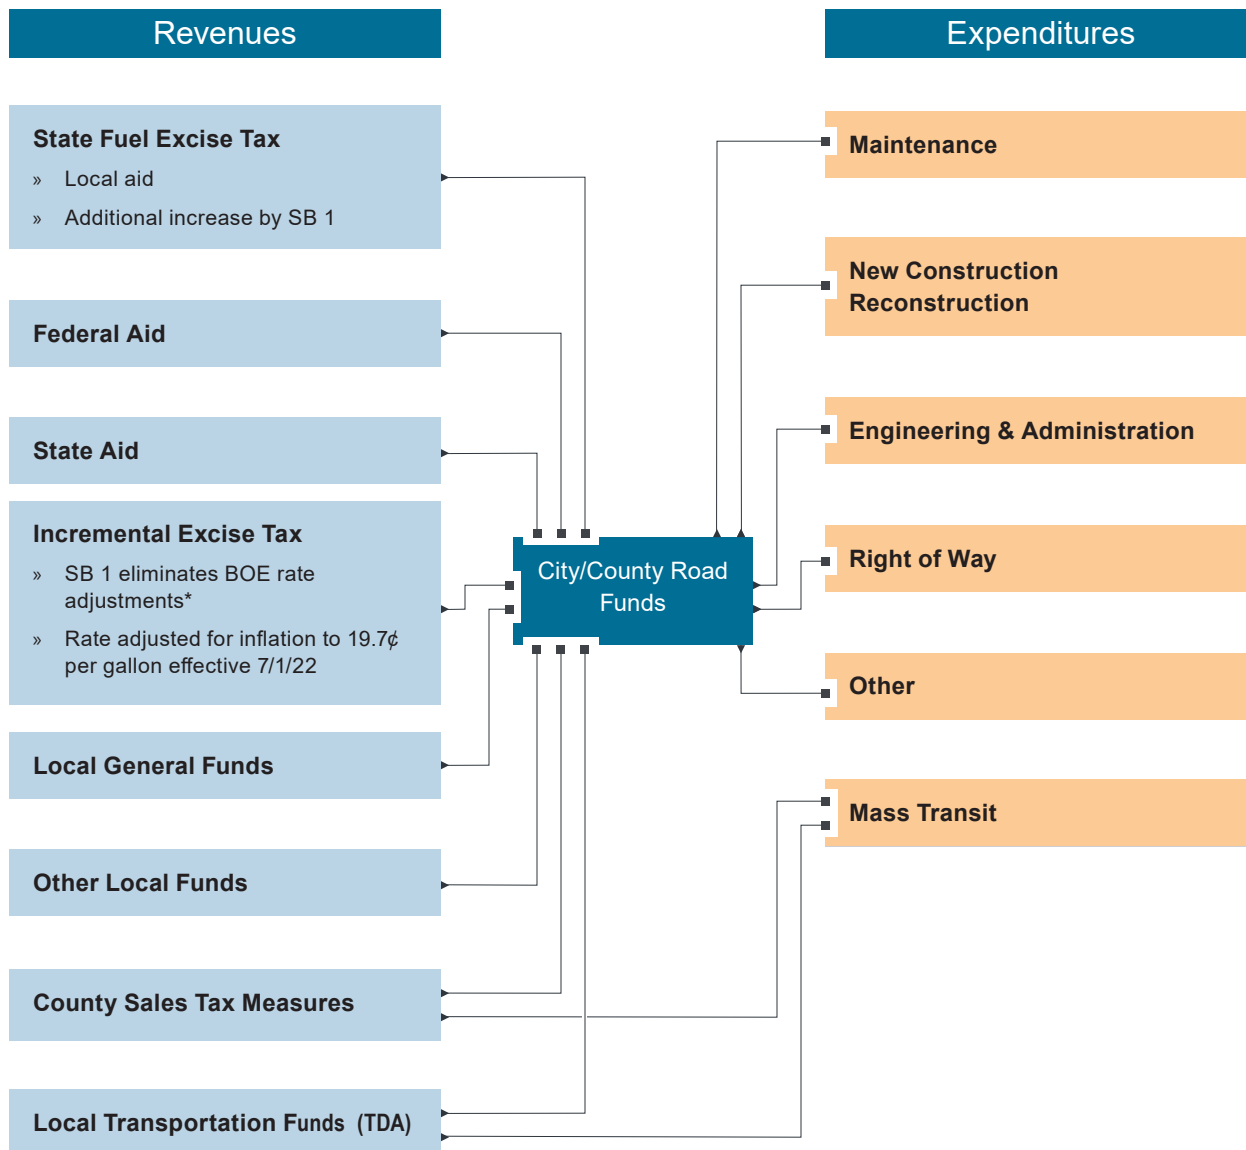 Revenues
State Fuel Excise Tax
» Local aid
» Additional increase by SB 1
Federal Aid
State Aid
Incremental Excise Tax
» SB 1 eliminates BOE rate
adjustments*
» Rate adjusted for inflation to 19.7¢
per gallon effective 7/1/22
Local General Funds
Other Local Funds
County Sales Tax Measures
Local Transportation Funds (TDA)
City/County Road
Funds
Expenditures
Maintenance
New Construction
Reconstruction
Engineering & Administration
Right of Way
Other
Mass Transit